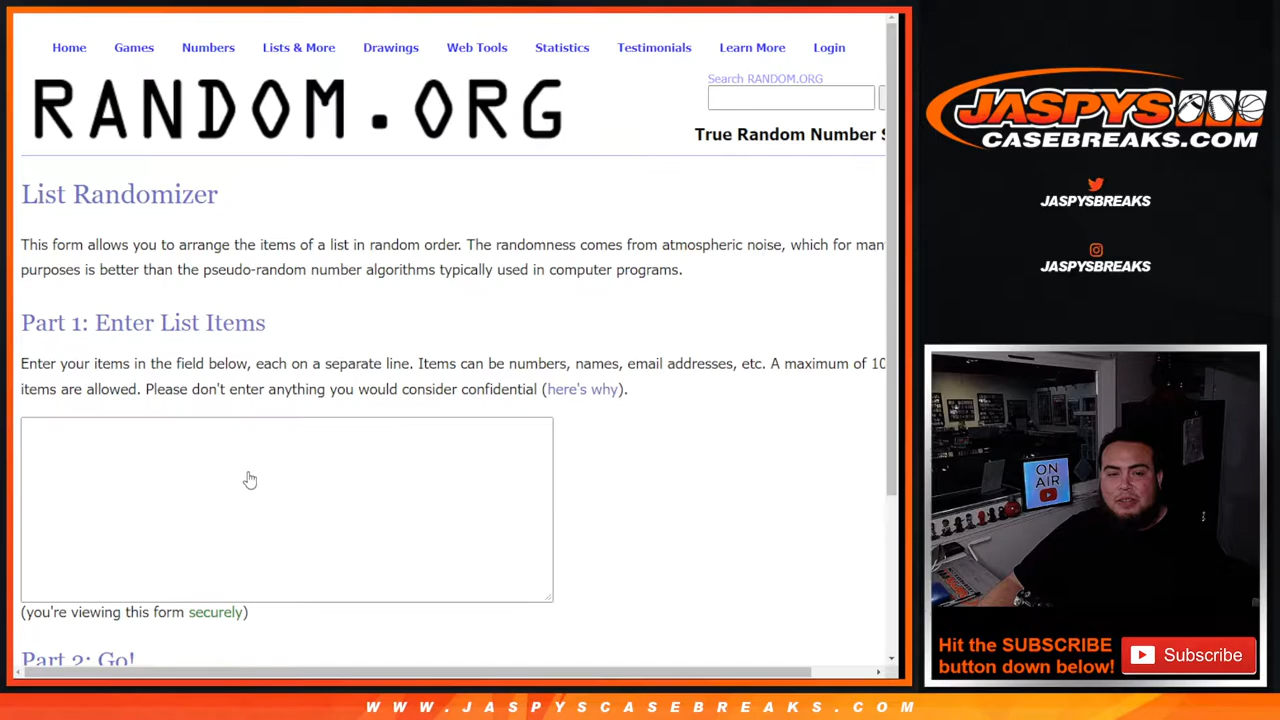 Home Games Numbers Lists & More Drawings Web Tools Statistics Testimonials Learn More Login
RANDOM.ORG
Search RANDOM.ORG
True Random Number S
List Randomizer
This form allows you to arrange the items of a list in random order. The randomness comes from atmospheric noise, which for man
purposes is better than the pseudo-random number algorithms typically used in computer programs.
Part 1: Enter List Items
Enter your items in the field below, each on a separate line. Items can be numbers, names, email addresses, etc. A maximum of 10
items are allowed. Please don't enter anything you would consider confidential (here's why).
(you're viewing this form securely)
Part 2: Go!
JASPYS
CASEBREAKS.COM
JASPYSBREAKS
JASPYSBREAKS
ON
AIR
Hit the SUBSCRIBE
button down below!
Subscribe
WWW.JASPYSCASEBREAKS.COM